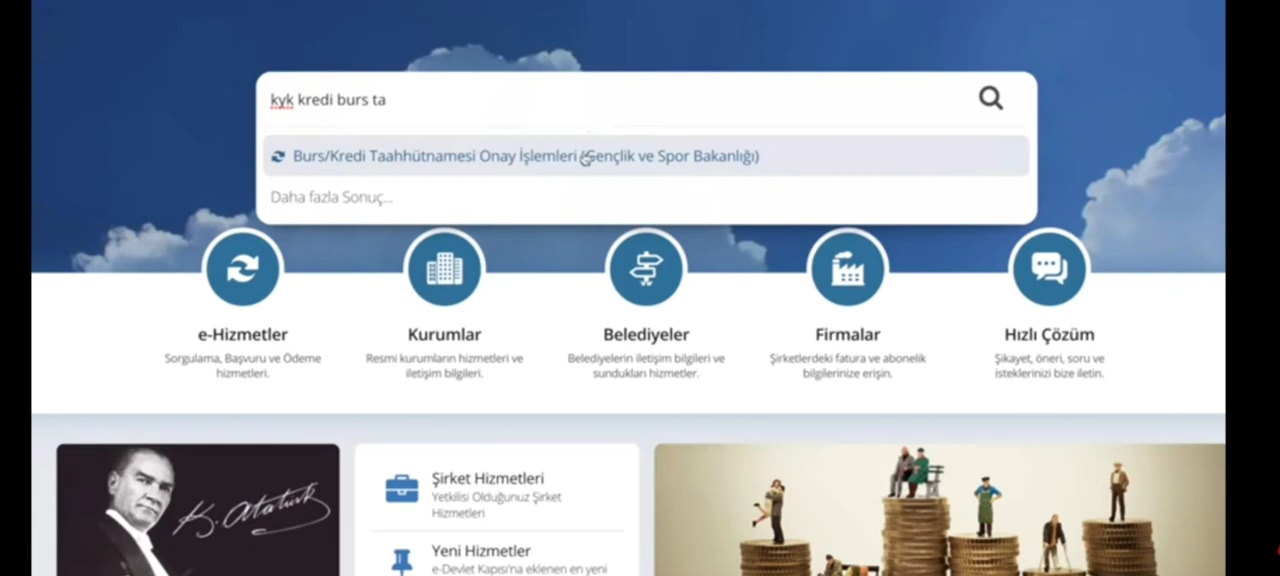 kyk kredi burs ta
Burs/Kredi Taahhütnamesi Onay İşlemleri (Gençlik ve Spor Bakanlığı)
Daha fazla Sonuç...
e-Hizmetler
Sorgulama, Başvuru ve Ödeme
hizmetleri.
Kurumlar
Resmi kurumların hizmetleri ve
iletişim bilgileri.
Belediyeler
Belediyelerin iletişim bilgileri ve
sundukları hizmetler.
Firmalar
Şirketlerdeki fatura ve abonelik
bilgilerinize erişin.
Hızlı Çözüm
Şikayet, öneri, soru ve
isteklerinizi bize iletin.
K. Atatürk
Şirket Hizmetleri
Yetkilisi Olduğunuz Şirket
Hizmetleri
Yeni Hizmetler
e-Devlet Kapısı'na eklenen en yeni